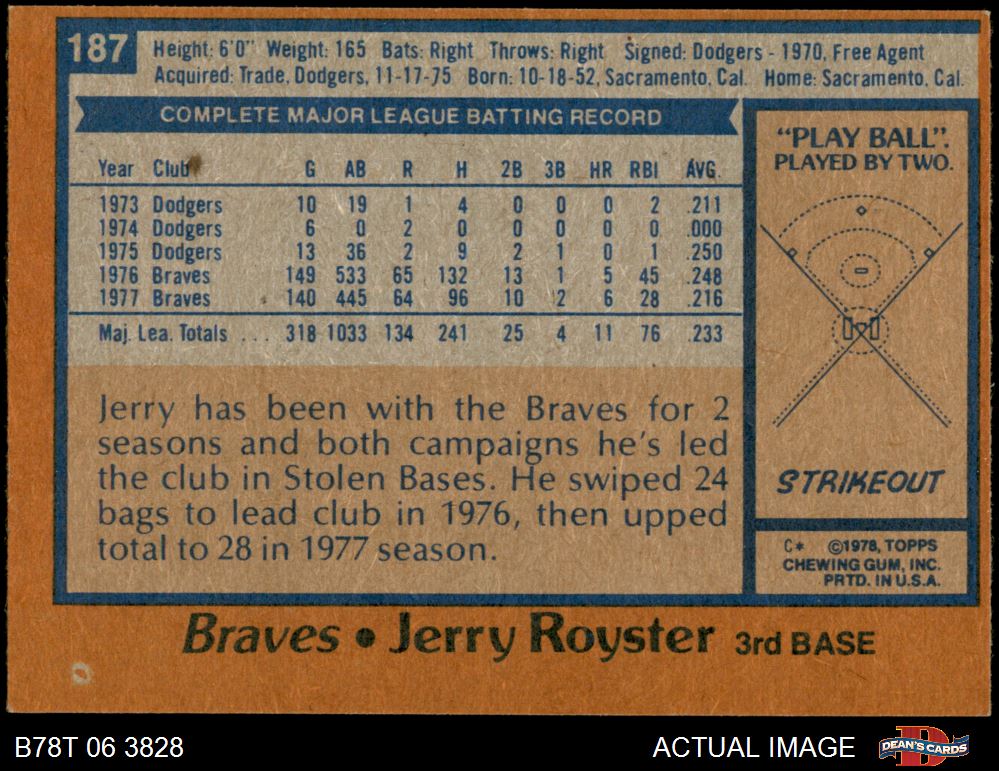 187
Height: 6'0" Weight: 165 Bats: Right Throws: Right Signed: Dodgers - 1970, Free Agent
Acquired: Trade, Dodgers, 11-17-75 Born: 10-18-52, Sacramento, Cal. Home: Sacramento, Cal.
COMPLETE MAJOR LEAGUE BATTING RECORD
Year Club G AB R H 2B 3B HR RBI AVG.
1973 Dodgers 10 19 1 4 0 0 0 2 .211
1974 Dodgers 6 0 2 0 0 0 0 0 .000
1975 Dodgers 13 36 2 9 2 1 0 1 .250
1976 Braves 149 533 65 132 13 1 5 45 .248
1977 Braves 140 445 64 96 10 2 6 28 .216
Maj. Lea. Totals ... 318 1033 134 241 25 4 11 76 .233
Jerry has been with the Braves for 2
seasons and both campaigns he's led
the club in Stolen Bases. He swiped 24
bags to lead club in 1976, then upped
total to 28 in 1977 season.
"PLAY BALL".
PLAYED BY TWO.
STRIKEOUT
C* ©1978, TOPPS
CHEWING GUM, INC.
PRTD. IN U.S.A.
Braves • Jerry Royster 3rd BASE
B78T 06 3828
ACTUAL IMAGE
DEAN'S CARDS